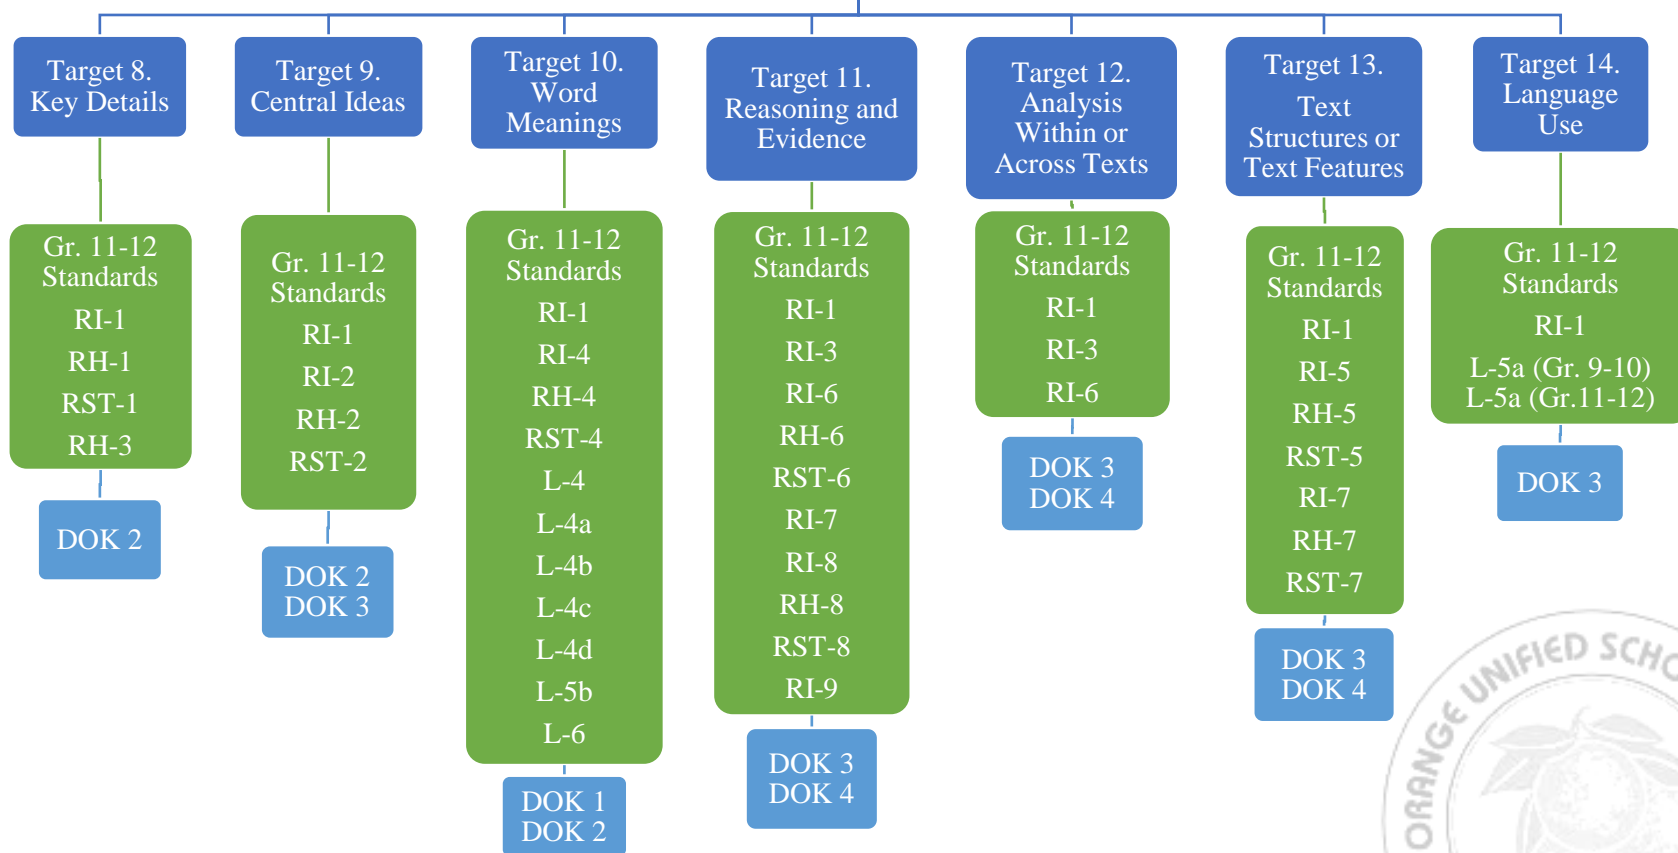 Target 8.
Key Details
Gr. 11-12
Standards
RI-1
RH-1
RST-1
RH-3
DOK 2
Target 9.
Central Ideas
Gr. 11-12
Standards
RI-1
RI-2
RH-2
RST-2
DOK 2
DOK 3
Target 10.
Word
Meanings
Gr. 11-12
Standards
RI-1
RI-4
RH-4
RST-4
L-4
L-4a
L-4b
L-4c
L-4d
L-5b
L-6
DOK 1
DOK 2
Target 11.
Reasoning and
Evidence
Gr. 11-12
Standards
RI-1
RI-3
RI-6
RH-6
RST-6
RI-7
RI-8
RH-8
RST-8
RI-9
DOK 3
DOK 4
Target 12.
Analysis
Within or
Across Texts
Gr. 11-12
Standards
RI-1
RI-3
RI-6
DOK 3
DOK 4
Target 13.
Text
Structures or
Text Features
Gr. 11-12
Standards
RI-1
RI-5
RH-5
RST-5
RI-7
RH-7
RST-7
DOK 3
DOK 4
Target 14.
Language
Use
Gr. 11-12
Standards
RI-1
L-5a (Gr. 9-10)
L-5a (Gr.11-12)
DOK 3
ORANGE UNIFIED SCHO